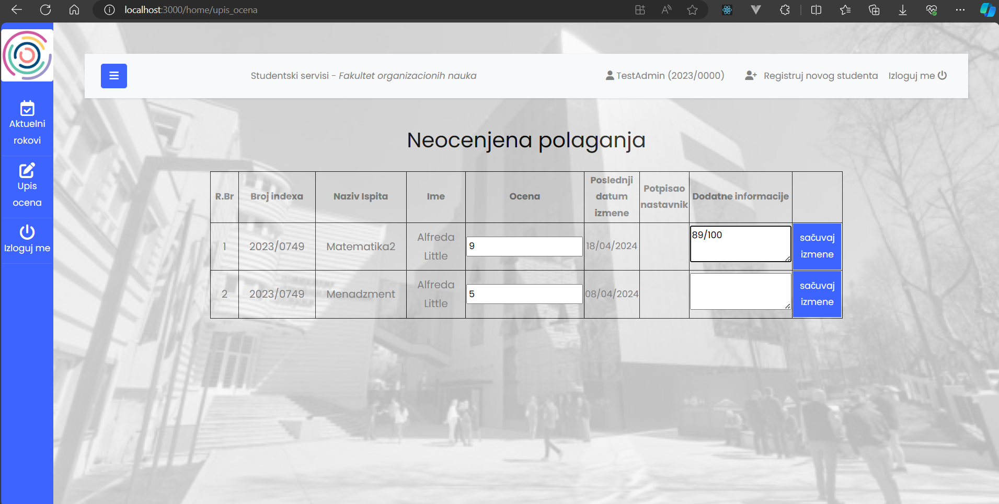 localhost:3000/home/upis_ocena
Studentski servisi - Fakultet organizacionih nauka
TestAdmin (2023/0000)
Registruj novog studenta
Izloguj me
Aktuelni
rokovi
Upis
ocena
Izloguj me
Neocenjena polaganja
R.Br
Broj indexa
Naziv Ispita
Ime
Ocena
Poslednji
datum
izmene
Potpisao
nastavnik
Dodatne informacije
1
2023/0749
Matematika2
Alfreda
Little
9
18/04/2024
89/100
sačuvaj
izmene
2
2023/0749
Menadzment
Alfreda
Little
5
08/04/2024
sačuvaj
izmene